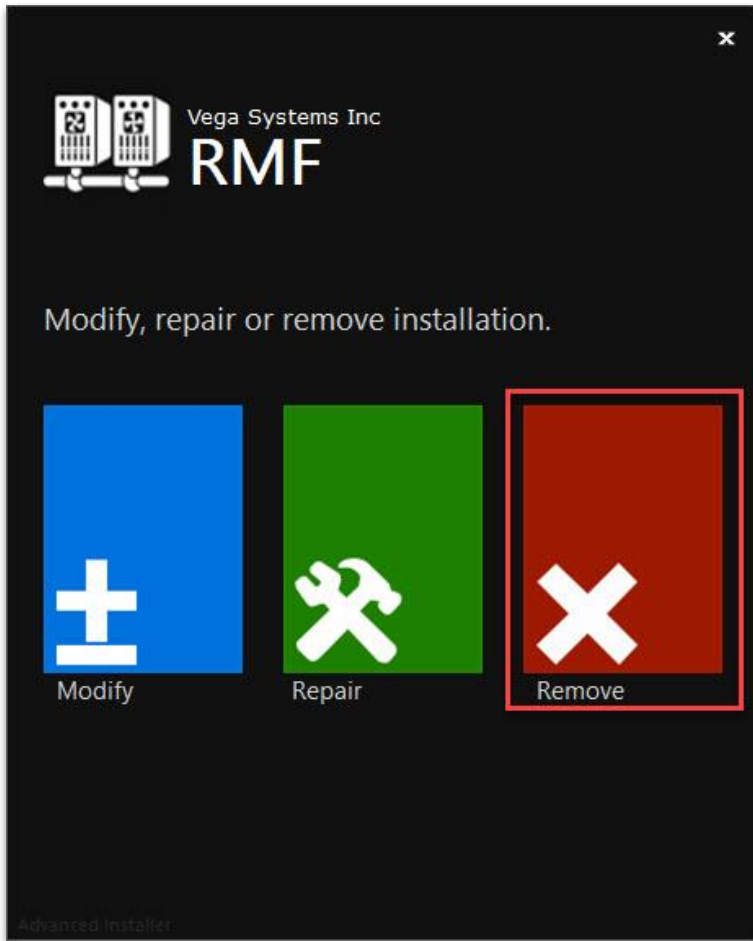 Vega Systems Inc
RMF
Modify, repair or remove installation.
Modify Repair Remove
Advanced Installer